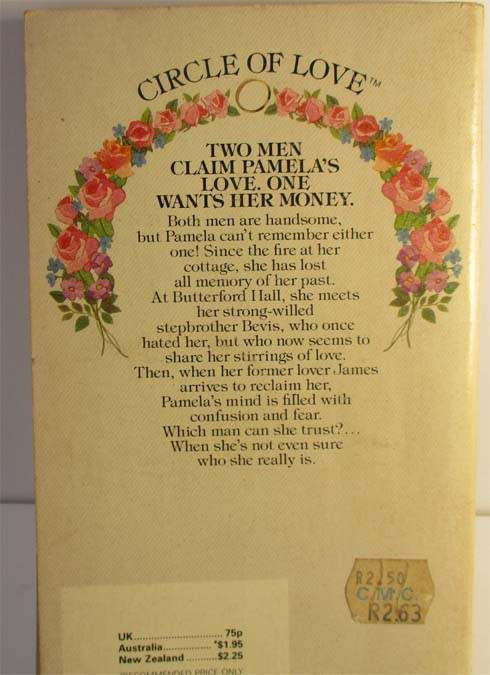 CIRCLE OF LOVE™
TWO MEN
CLAIM PAMELA'S
LOVE. ONE
WANTS HER MONEY.
Both men are handsome,
but Pamela can't remember either
one! Since the fire at her
cottage, she has lost
all memory of her past.
At Butterford Hall, she meets
her strong-willed
stepbrother Bevis, who once
hated her, but who now seems to
share her stirrings of love.
Then, when her former lover James
arrives to reclaim her,
Pamela's mind is filled with
confusion and fear.
Which man can she trust?...
When she's not even sure
who she really is.
R2.50
C.M.C.
R2.63
UK.............................. 75p
Australia................. *$1.95
New Zealand ..........$2.25
*RECOMMENDED PRICE ONLY